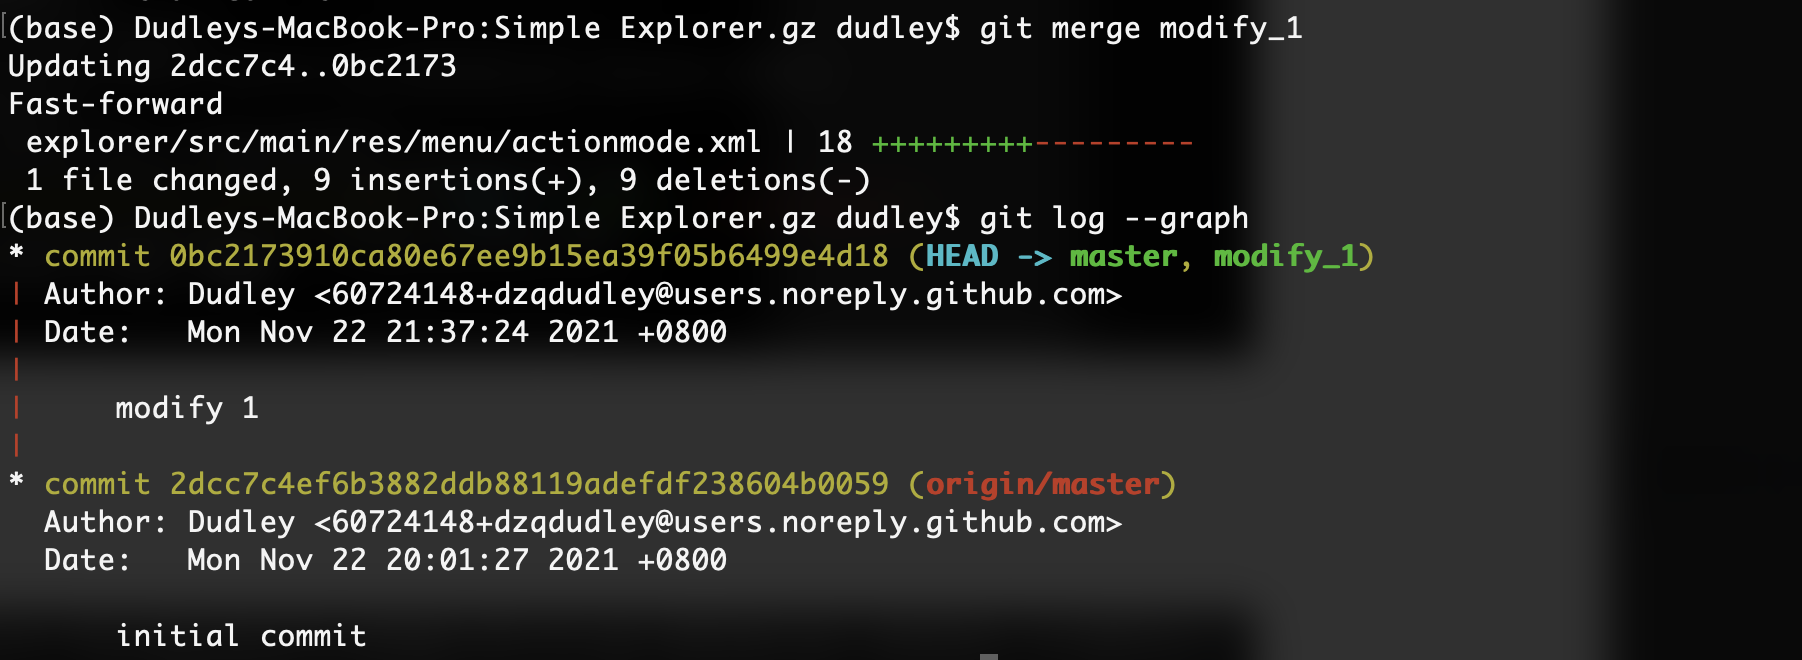 (base) Dudleys-MacBook-Pro:Simple Explorer.gz dudley$ git merge modify_1
Updating 2dcc7c4..0bc2173
Fast-forward
 explorer/src/main/res/menu/actionmode.xml | 18 +++++++++---------
 1 file changed, 9 insertions(+), 9 deletions(-)
(base) Dudleys-MacBook-Pro:Simple Explorer.gz dudley$ git log --graph
* commit 0bc2173910ca80e67ee9b15ea39f05b6499e4d18 (HEAD -> master, modify_1)
| Author: Dudley <60724148+dzqdudley@users.noreply.github.com>
| Date:   Mon Nov 22 21:37:24 2021 +0800
|
|     modify 1
|
* commit 2dcc7c4ef6b3882ddb88119adefdf238604b0059 (origin/master)
  Author: Dudley <60724148+dzqdudley@users.noreply.github.com>
  Date:   Mon Nov 22 20:01:27 2021 +0800

      initial commit